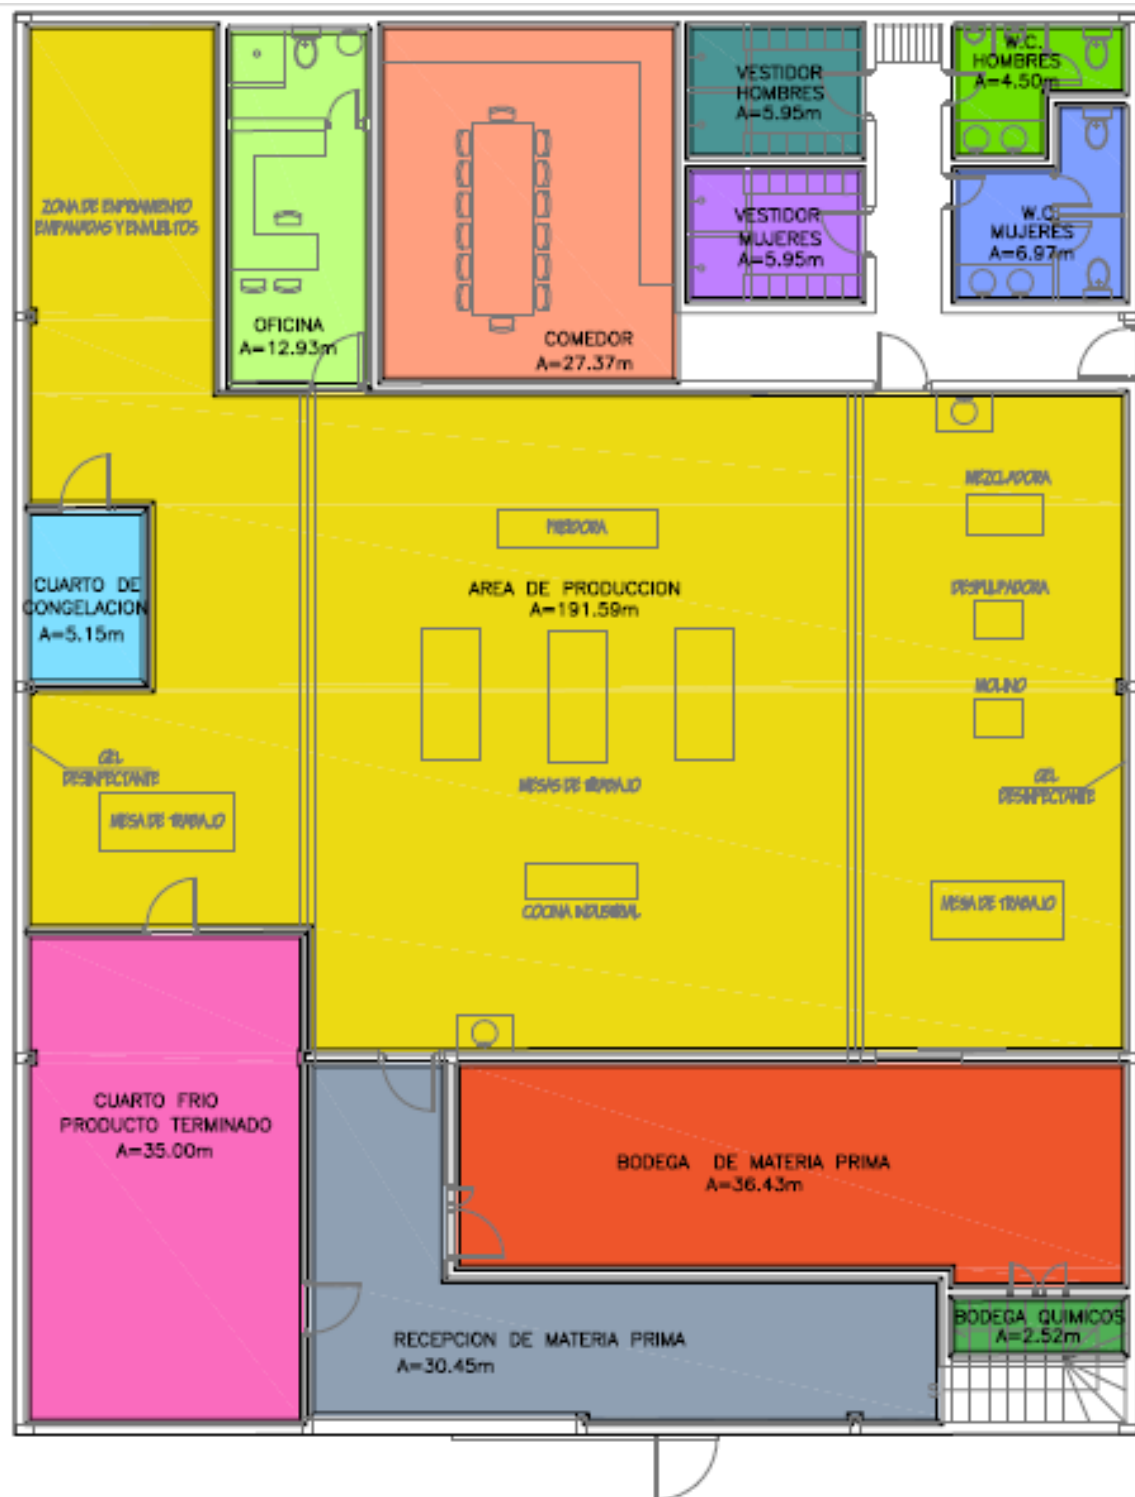 W.C.
HOMBRES
A=4.50m
VESTIDOR
HOMBRES
A=5.95m
ZONA DE ENFRIAMIENTO
EMPANADAS Y ENVUELTOS
VESTIDOR
MUJERES
A=5.95m
W.C.
MUJERES
A=6.97m
OFICINA
A=12.93m
COMEDOR
A=27.37m
MEZCLADORA
FREIDORA
CUARTO DE
CONGELACION
A=5.15m
AREA DE PRODUCCION
A=191.59m
DESPULPADORA
MOLINO
GEL
DESINFECTANTE
MESAS DE TRABAJO
GEL
DESINFECTANTE
MESA DE TRABAJO
COCINA INDUSTRIAL
MESA DE TRABAJO
CUARTO FRIO
PRODUCTO TERMINADO
A=35.00m
BODEGA DE MATERIA PRIMA
A=36.43m
RECEPCION DE MATERIA PRIMA
A=30.45m
BODEGA QUIMICOS
A=2.52m